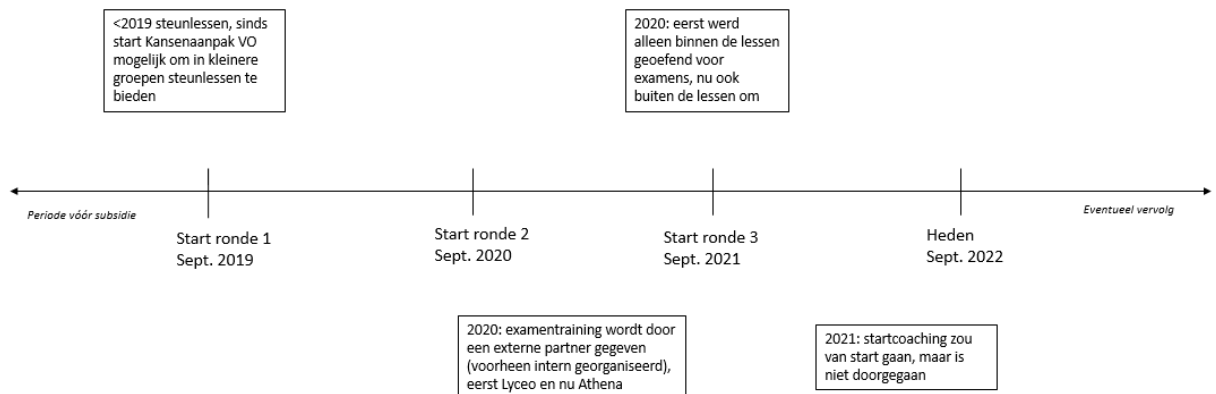 <2019 steunlessen, sinds
start Kansenaanpak VO
mogelijk om in kleinere
groepen steunlessen te
bieden
2020: eerst werd
alleen binnen de lessen
geoefend voor
examens, nu ook
buiten de lessen om
Periode vóór subsidie
Eventueel vervolg
Start ronde 1
Sept. 2019
Start ronde 2
Sept. 2020
Start ronde 3
Sept. 2021
Heden
Sept. 2022
2020: examentraining wordt door
een externe partner gegeven
(voorheen intern georganiseerd),
eerst Lyceo en nu Athena
2021: startcoaching zou
van start gaan, maar is
niet doorgegaan